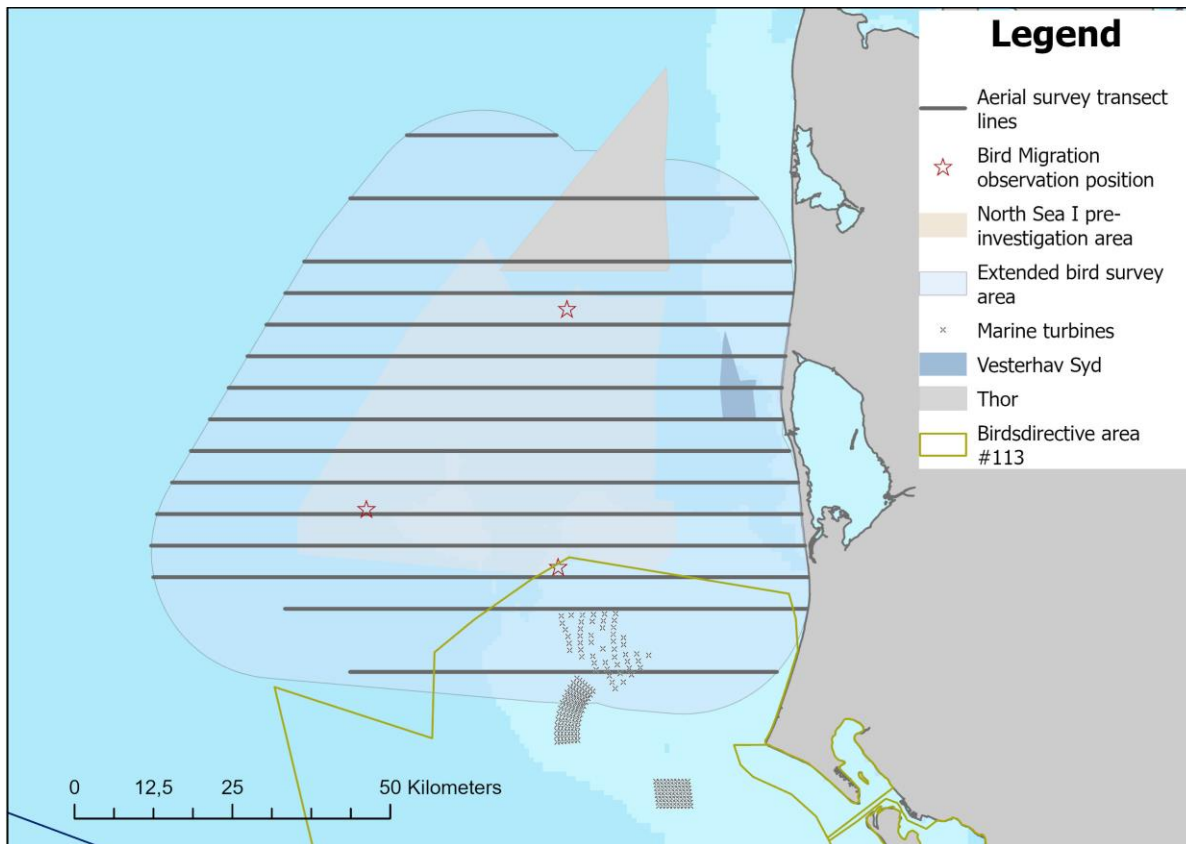 Legend
Aerial survey transect
lines
Bird Migration
observation position
North Sea I pre-
investigation area
Extended bird survey
area
Marine turbines
Vesterhav Syd
Thor
Birdsdirective area
#113
0 12,5 25 50 Kilometers